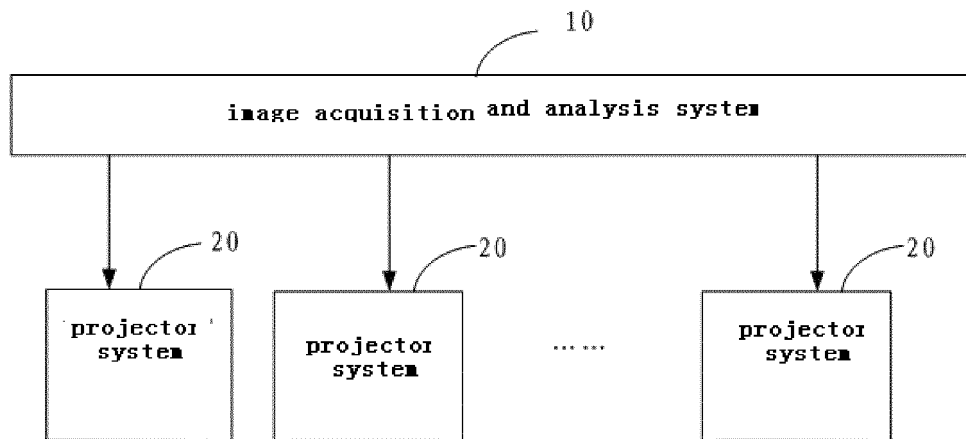 10
image acquisition and analysis system
20
20
20
projector
system
projector
system
... ...
projector
system